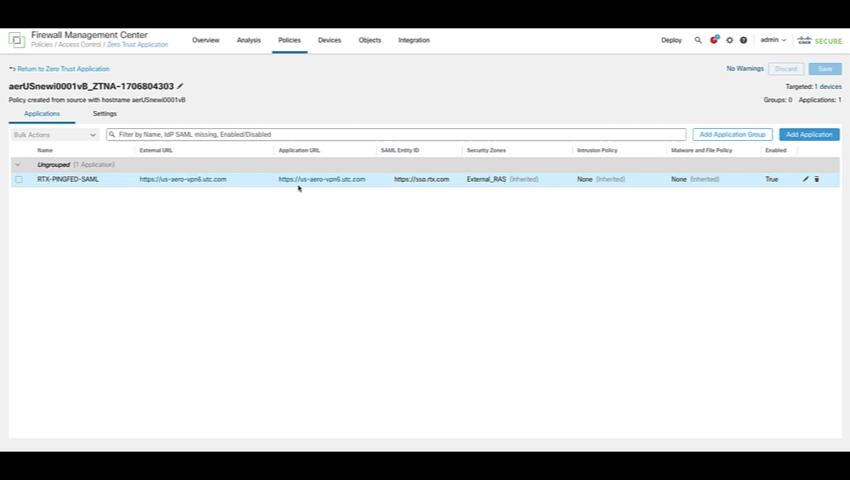 Firewall Management Center
Policies / Access Control / Zero Trust Application
Overview Analysis Policies Devices Objects Integration Deploy admin CISCO SECURE
Return to Zero Trust Application No Warnings Discard Save
aerUSnewi0001vB_ZTNA-1706804303 Targeted: 1 devices
Policy created from source with hostname aerUSnewi0001vB Groups: 0 Applications: 1
Applications Settings
Bulk Actions Filter by Name, IdP SAML missing, Enabled/Disabled Add Application Group Add Application
Name External URL Application URL SAML Entity ID Security Zones Intrusion Policy Malware and File Policy Enabled
Ungrouped (1 Application)
RTX-PINGFED-SAML https://us-aero-vpn6.utc.com https://us-aero-vpn6.utc.com https://sso.rtx.com External_RAS (Inherited) None (Inherited) None (Inherited) True